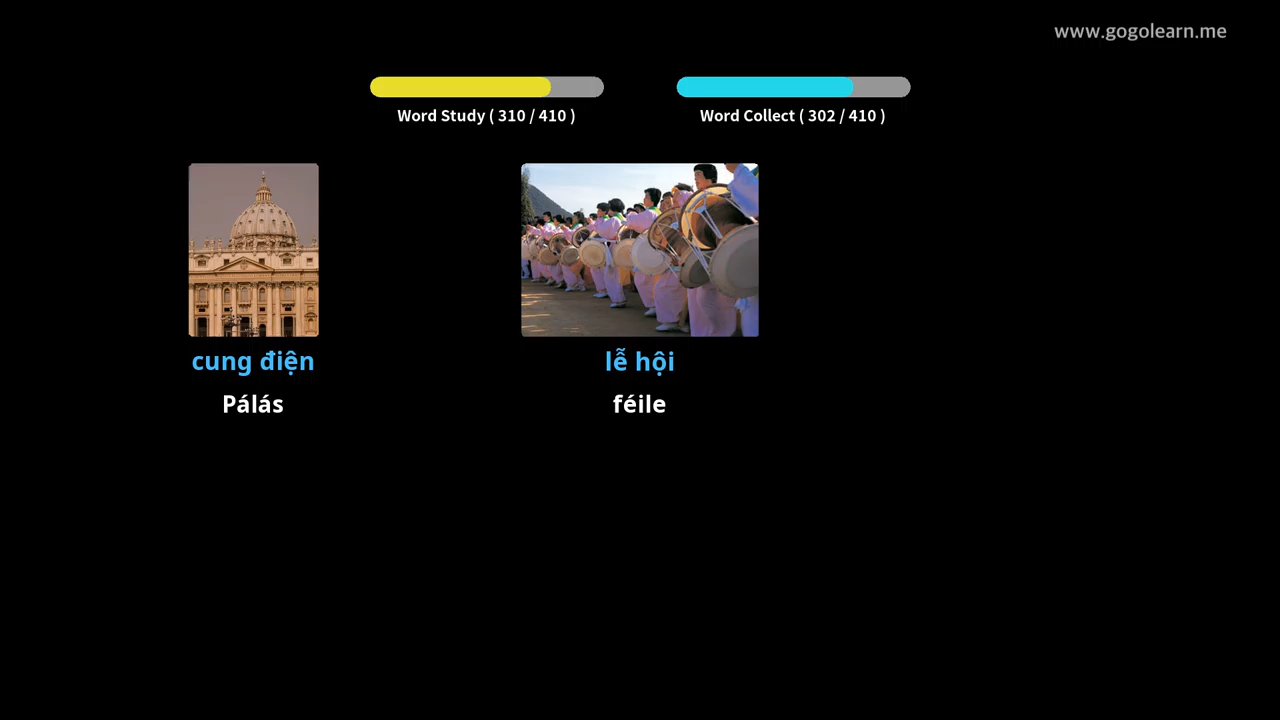 www.gogolearn.me
Word Study ( 310 / 410 )
Word Collect ( 302 / 410 )
cung điện
Pálás
lễ hội
féile